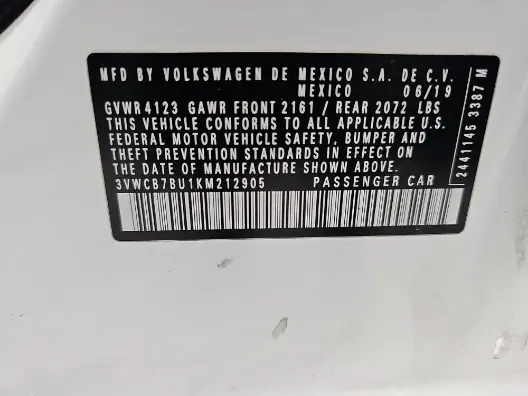 MFD BY VOLKSWAGEN DE MEXICO S.A. DE C.V.
MEXICO 06/19
GVWR 4123 GAWR FRONT 2161 / REAR 2072 LBS
THIS VEHICLE CONFORMS TO ALL APPLICABLE U.S.
FEDERAL MOTOR VEHICLE SAFETY, BUMPER AND
THEFT PREVENTION STANDARDS IN EFFECT ON
THE DATE OF MANUFACTURE SHOWN ABOVE.
3VWCB7BU1KM212905 PASSENGER CAR
2441145 3387 M